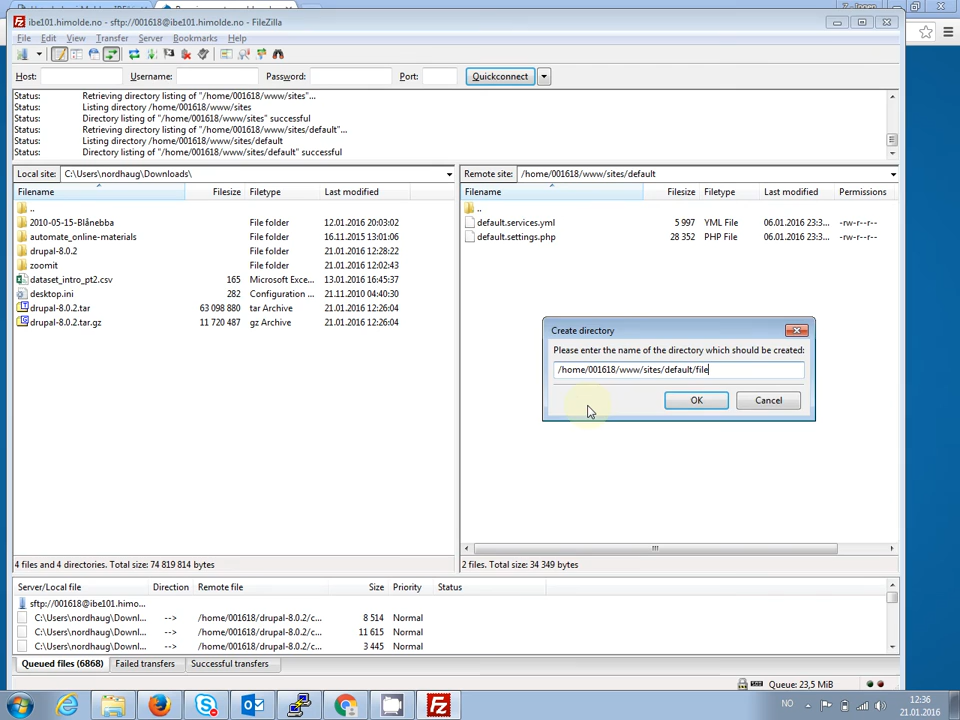 ibe101.himolde.no - sftp://001618@ibe101.himolde.no - FileZilla
File Edit View Transfer Server Bookmarks Help
Host: Username: Password: Port: Quickconnect
Status: Retrieving directory listing of "/home/001618/www/sites"...
Status: Listing directory /home/001618/www/sites
Status: Directory listing of "/home/001618/www/sites" successful
Status: Retrieving directory listing of "/home/001618/www/sites/default"...
Status: Listing directory /home/001618/www/sites/default
Status: Directory listing of "/home/001618/www/sites/default" successful
Local site: C:\Users\nordhaug\Downloads\
Filename Filesize Filetype Last modified
..
2010-05-15-Blånebba File folder 12.01.2016 20:03:02
automate_online-materials File folder 16.11.2015 13:01:06
drupal-8.0.2 File folder 21.01.2016 12:28:22
zoomit File folder 21.01.2016 12:02:43
dataset_intro_pt2.csv 165 Microsoft Exce... 13.01.2016 16:45:37
desktop.ini 282 Configuration ... 21.11.2010 04:40:30
drupal-8.0.2.tar 63 098 880 tar Archive 21.01.2016 12:26:04
drupal-8.0.2.tar.gz 11 720 487 gz Archive 21.01.2016 12:26:04
4 files and 4 directories. Total size: 74 819 814 bytes
Remote site: /home/001618/www/sites/default
Filename Filesize Filetype Last modified Permissions
..
default.services.yml 5 997 YML File 06.01.2016 23:3... -rw-r--r--
default.settings.php 28 352 PHP File 06.01.2016 23:3... -rw-r--r--
2 files. Total size: 34 349 bytes
Create directory
Please enter the name of the directory which should be created:
/home/001618/www/sites/default/file
OK Cancel
Server/Local file Direction Remote file Size Priority Status
sftp://001618@ibe101.himo...
C:\Users\nordhaug\Downl... --> /home/001618/drupal-8.0.2/c... 8 514 Normal
C:\Users\nordhaug\Downl... --> /home/001618/drupal-8.0.2/c... 11 615 Normal
C:\Users\nordhaug\Downl... --> /home/001618/drupal-8.0.2/c... 3 445 Normal
Queued files (6868) Failed transfers Successful transfers
Queue: 23,5 MiB
NO 12:36
21.01.2016